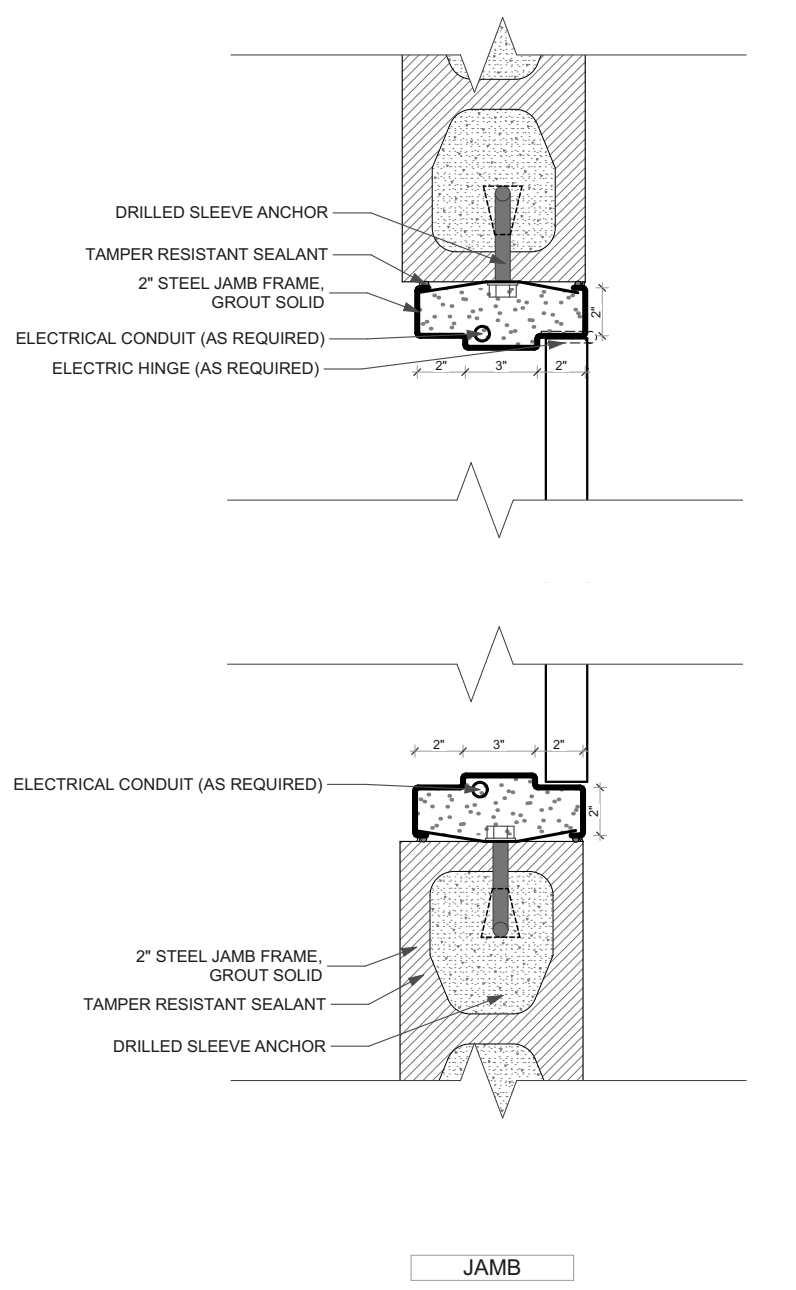 DRILLED SLEEVE ANCHOR
TAMPER RESISTANT SEALANT
2" STEEL JAMB FRAME,
GROUT SOLID
2"
ELECTRICAL CONDUIT (AS REQUIRED)
ELECTRIC HINGE (AS REQUIRED)
2" 3" 2"
2" 3" 2"
ELECTRICAL CONDUIT (AS REQUIRED)
2"
2" STEEL JAMB FRAME,
GROUT SOLID
TAMPER RESISTANT SEALANT
DRILLED SLEEVE ANCHOR
JAMB